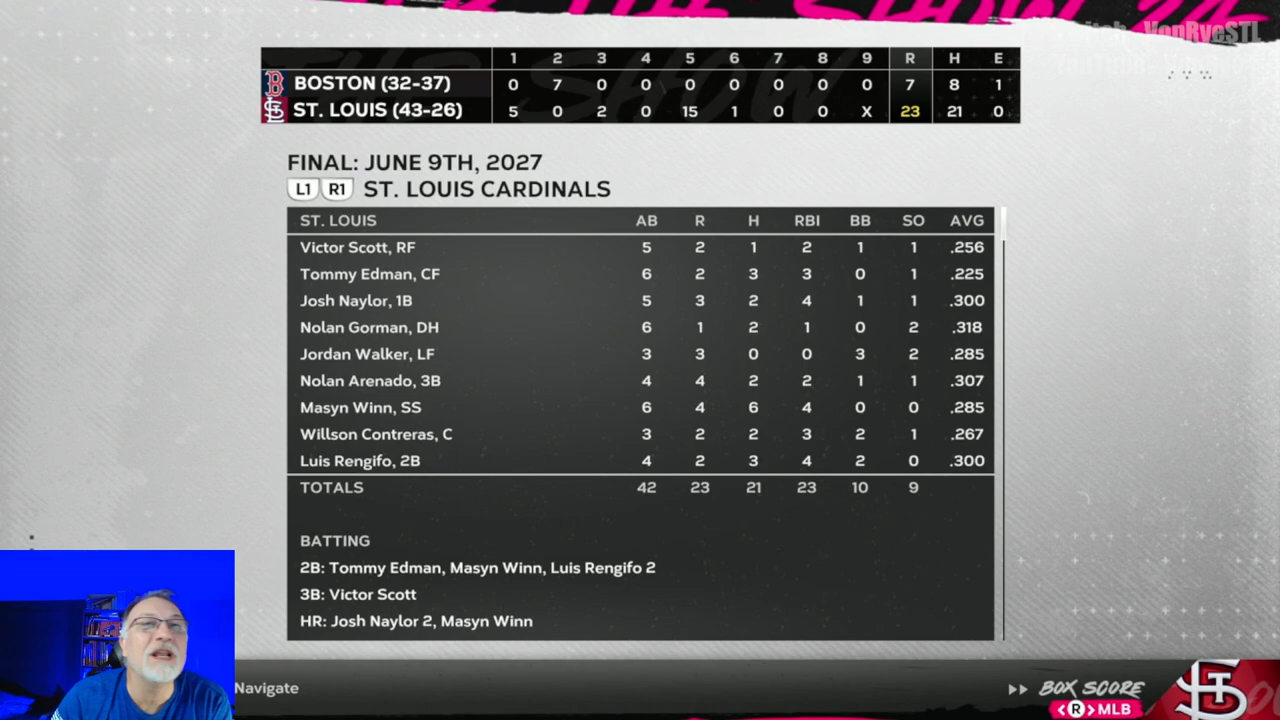 THE SHOW 24
Twitch VonRyeSTL
1 2 3 4 5 6 7 8 9 R H E
BOSTON (32-37) 0 7 0 0 0 0 0 0 0 7 8 1
ST. LOUIS (43-26) 5 0 2 0 15 1 0 0 X 23 21 0
FINAL: JUNE 9TH, 2027
L1 R1 ST. LOUIS CARDINALS
ST. LOUIS AB R H RBI BB SO AVG
Victor Scott, RF 5 2 1 2 1 1 .256
Tommy Edman, CF 6 2 3 3 0 1 .225
Josh Naylor, 1B 5 3 2 4 1 1 .300
Nolan Gorman, DH 6 1 2 1 0 2 .318
Jordan Walker, LF 3 3 0 0 3 2 .285
Nolan Arenado, 3B 4 4 2 2 1 1 .307
Masyn Winn, SS 6 4 6 4 0 0 .285
Willson Contreras, C 3 2 2 3 2 1 .267
Luis Rengifo, 2B 4 2 3 4 2 0 .300
TOTALS 42 23 21 23 10 9
BATTING
2B: Tommy Edman, Masyn Winn, Luis Rengifo 2
3B: Victor Scott
HR: Josh Naylor 2, Masyn Winn
Navigate
BOX SCORE
<R> MLB